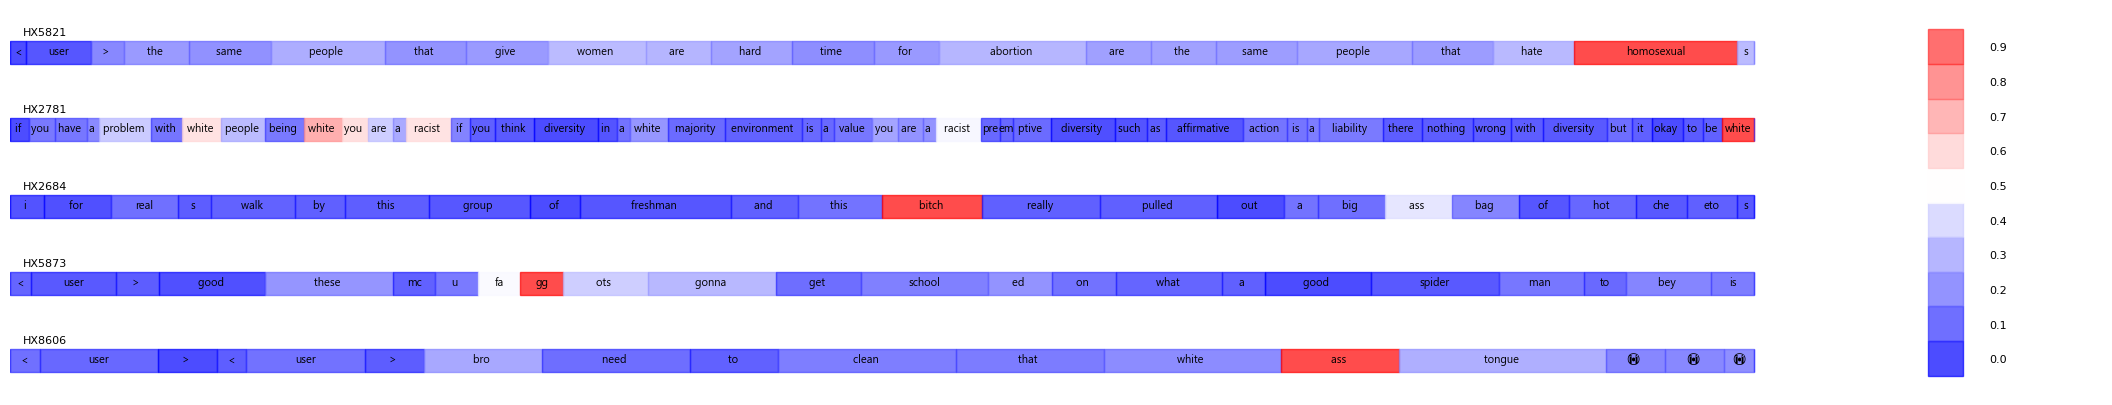 HX5821
< user > the same people that give women are hard time for abortion are the same people that hate homosexual s
HX2781
if you have a problem with white people being white you are a racist if you think diversity in a white majority environment is a value you are a racist pre em ptive diversity such as affirmative action is a liability there nothing wrong with diversity but it okay to be white
HX2684
i for real s walk by this group of freshman and this bitch really pulled out a big ass bag of hot che eto s
HX5873
< user > good these mc u fa gg ots gonna get school ed on what a good spider man to bey is
HX8606
< user > < user > bro need to clean that white ass tongue
0.9
0.8
0.7
0.6
0.5
0.4
0.3
0.2
0.1
0.0